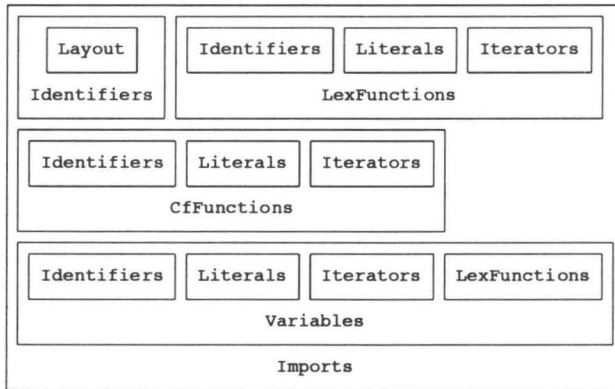 Layout
Identifiers
Identifiers Literals Iterators
LexFunctions
Identifiers Literals Iterators
CfFunctions
Identifiers Literals Iterators LexFunctions
Variables
Imports